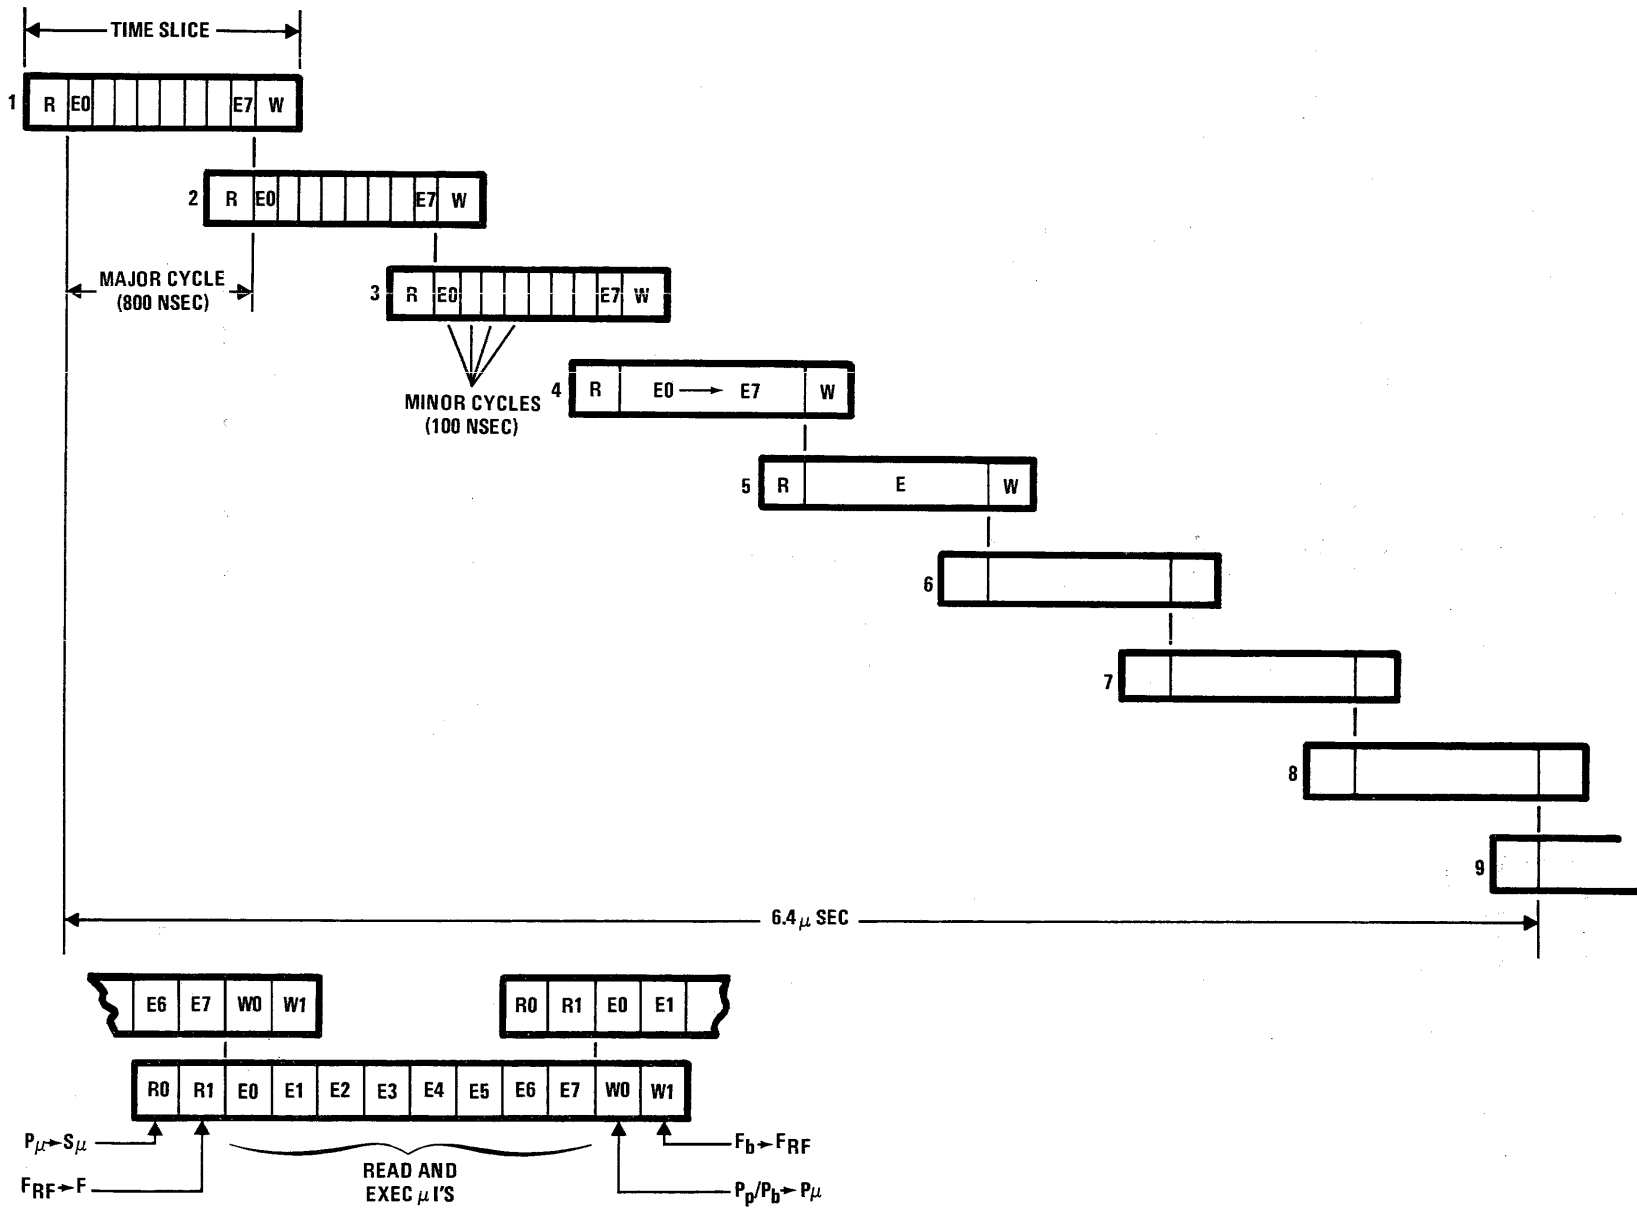 TIME SLICE
1 R E0 E7 W
2 R E0 E7 W
MAJOR CYCLE
(800 NSEC)
3 R E0 E7 W
MINOR CYCLES
(100 NSEC)
4 R E0 → E7 W
5 R E W
6
7
8
9
6.4 μ SEC
E6 E7 W0 W1
R0 R1 E0 E1
R0 R1 E0 E1 E2 E3 E4 E5 E6 E7 W0 W1
Pμ→Sμ
Fb→FRF
READ AND
EXEC μI'S
FRF→F
Pp/Pb→Pμ